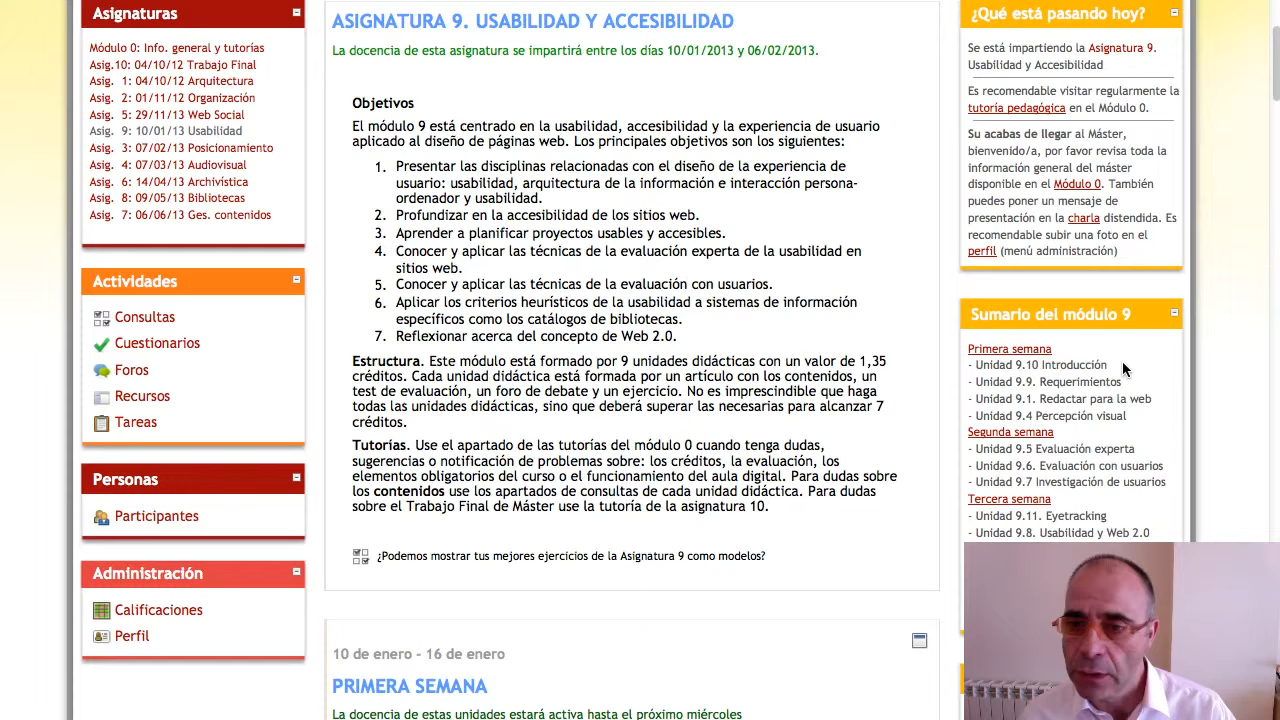 Asignaturas
Módulo 0: Info. general y tutorías
Asig.10: 04/10/12 Trabajo Final
Asig. 1: 04/10/12 Arquitectura
Asig. 2: 01/11/12 Organización
Asig. 5: 29/11/13 Web Social
Asig. 9: 10/01/13 Usabilidad
Asig. 3: 07/02/13 Posicionamiento
Asig. 4: 07/03/13 Audiovisual
Asig. 6: 14/04/13 Archivística
Asig. 8: 09/05/13 Bibliotecas
Asig. 7: 06/06/13 Ges. contenidos
Actividades
Consultas
Cuestionarios
Foros
Recursos
Tareas
Personas
Participantes
Administración
Calificaciones
Perfil
ASIGNATURA 9. USABILIDAD Y ACCESIBILIDAD
La docencia de esta asignatura se impartirá entre los días 10/01/2013 y 06/02/2013.
Objetivos
El módulo 9 está centrado en la usabilidad, accesibilidad y la experiencia de usuario
aplicado al diseño de páginas web. Los principales objetivos son los siguientes:
1. Presentar las disciplinas relacionadas con el diseño de la experiencia de
usuario: usabilidad, arquitectura de la información e interacción persona-
ordenador y usabilidad.
2. Profundizar en la accesibilidad de los sitios web.
3. Aprender a planificar proyectos usables y accesibles.
4. Conocer y aplicar las técnicas de la evaluación experta de la usabilidad en
sitios web.
5. Conocer y aplicar las técnicas de la evaluación con usuarios.
6. Aplicar los criterios heurísticos de la usabilidad a sistemas de información
específicos como los catálogos de bibliotecas.
7. Reflexionar acerca del concepto de Web 2.0.
Estructura. Este módulo está formado por 9 unidades didácticas con un valor de 1,35
créditos. Cada unidad didáctica está formada por un artículo con los contenidos, un
test de evaluación, un foro de debate y un ejercicio. No es imprescindible que haga
todas las unidades didácticas, sino que deberá superar las necesarias para alcanzar 7
créditos.
Tutorías. Use el apartado de las tutorías del módulo 0 cuando tenga dudas,
sugerencias o notificación de problemas sobre: los créditos, la evaluación, los
elementos obligatorios del curso o el funcionamiento del aula digital. Para dudas sobre
los contenidos use los apartados de consultas de cada unidad didáctica. Para dudas
sobre el Trabajo Final de Máster use la tutoría de la asignatura 10.
¿Podemos mostrar tus mejores ejercicios de la Asignatura 9 como modelos?
10 de enero - 16 de enero
PRIMERA SEMANA
La docencia de estas unidades estará activa hasta el próximo miércoles
¿Qué está pasando hoy?
Se está impartiendo la Asignatura 9.
Usabilidad y Accesibilidad
Es recomendable visitar regularmente la
tutoría pedagógica en el Módulo 0.
Su acabas de llegar al Máster,
bienvenido/a, por favor revisa toda la
información general del máster
disponible en el Módulo 0. También
puedes poner un mensaje de
presentación en la charla distendida. Es
recomendable subir una foto en el
perfil (menú administración)
Sumario del módulo 9
Primera semana
- Unidad 9.10 Introducción
- Unidad 9.9. Requerimientos
- Unidad 9.1. Redactar para la web
- Unidad 9.4 Percepción visual
Segunda semana
- Unidad 9.5 Evaluación experta
- Unidad 9.6. Evaluación con usuarios
- Unidad 9.7 Investigación de usuarios
Tercera semana
- Unidad 9.11. Eyetracking
- Unidad 9.8. Usabilidad y Web 2.0